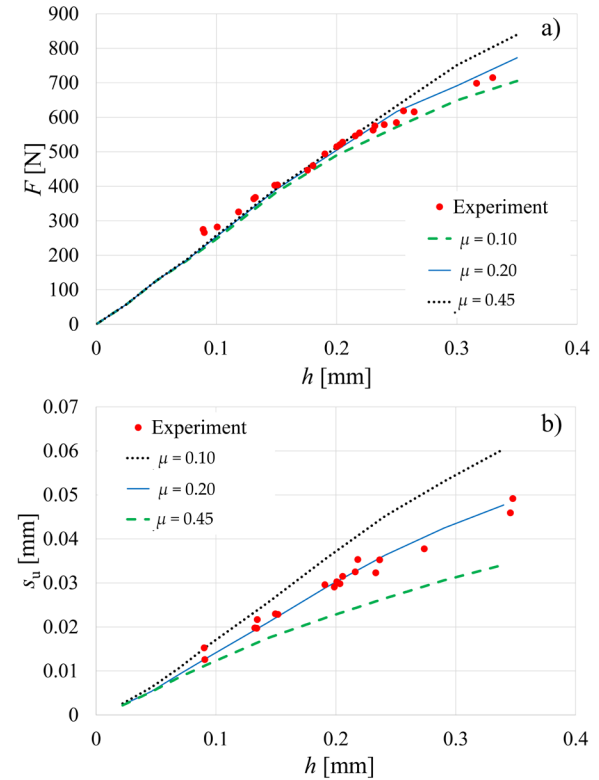 a)
900
800
700
600
500
400
300
200
100
0
F [N]
Experiment
μ = 0.10
μ = 0.20
μ = 0.45
0 0.1 0.2 0.3 0.4
h [mm]
b)
0.07
0.06
0.05
0.04
0.03
0.02
0.01
0
su [mm]
Experiment
μ = 0.10
μ = 0.20
μ = 0.45
0 0.1 0.2 0.3 0.4
h [mm]